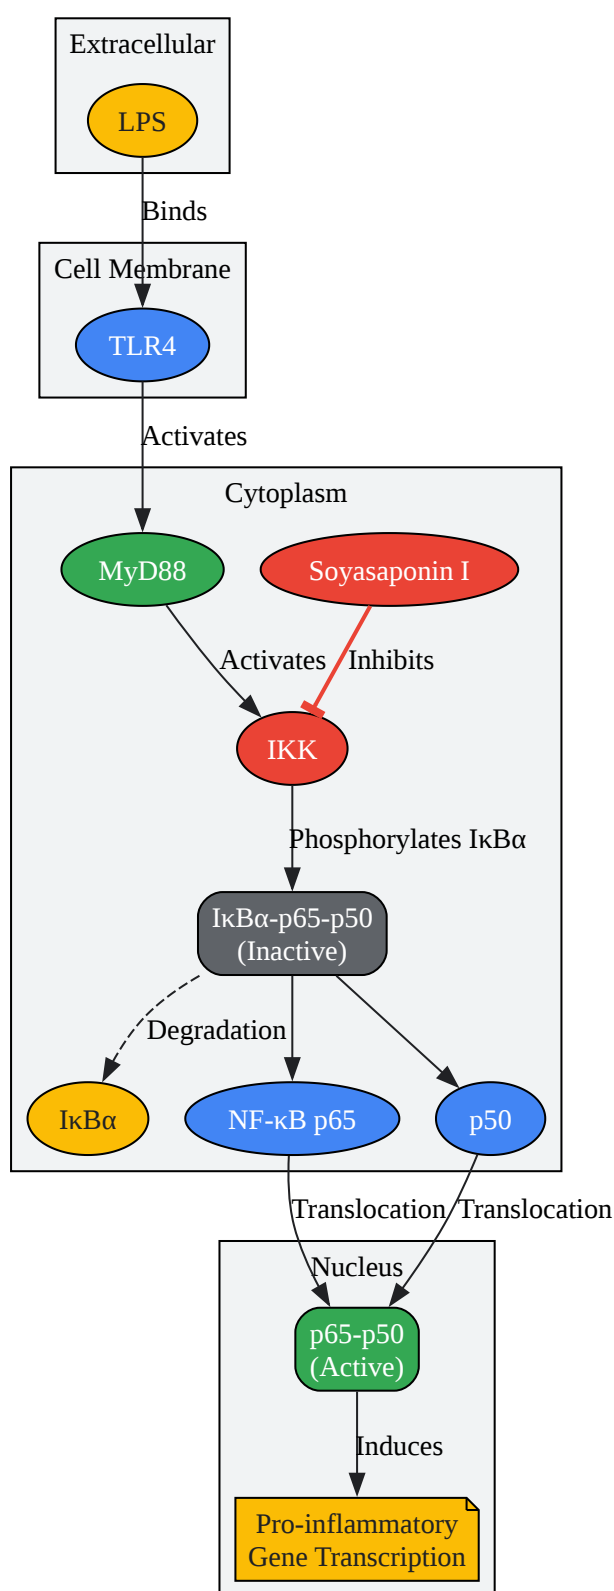 Extracellular
LPS
Binds
Cell Membrane
TLR4
Activates
Cytoplasm
MyD88
Soyasaponin I
Activates
Inhibits
IKK
Phosphorylates IκBα
IκBα-p65-p50
(Inactive)
Degradation
IκBα
NF-κB p65
p50
Translocation
Translocation
Nucleus
p65-p50
(Active)
Induces
Pro-inflammatory
Gene Transcription